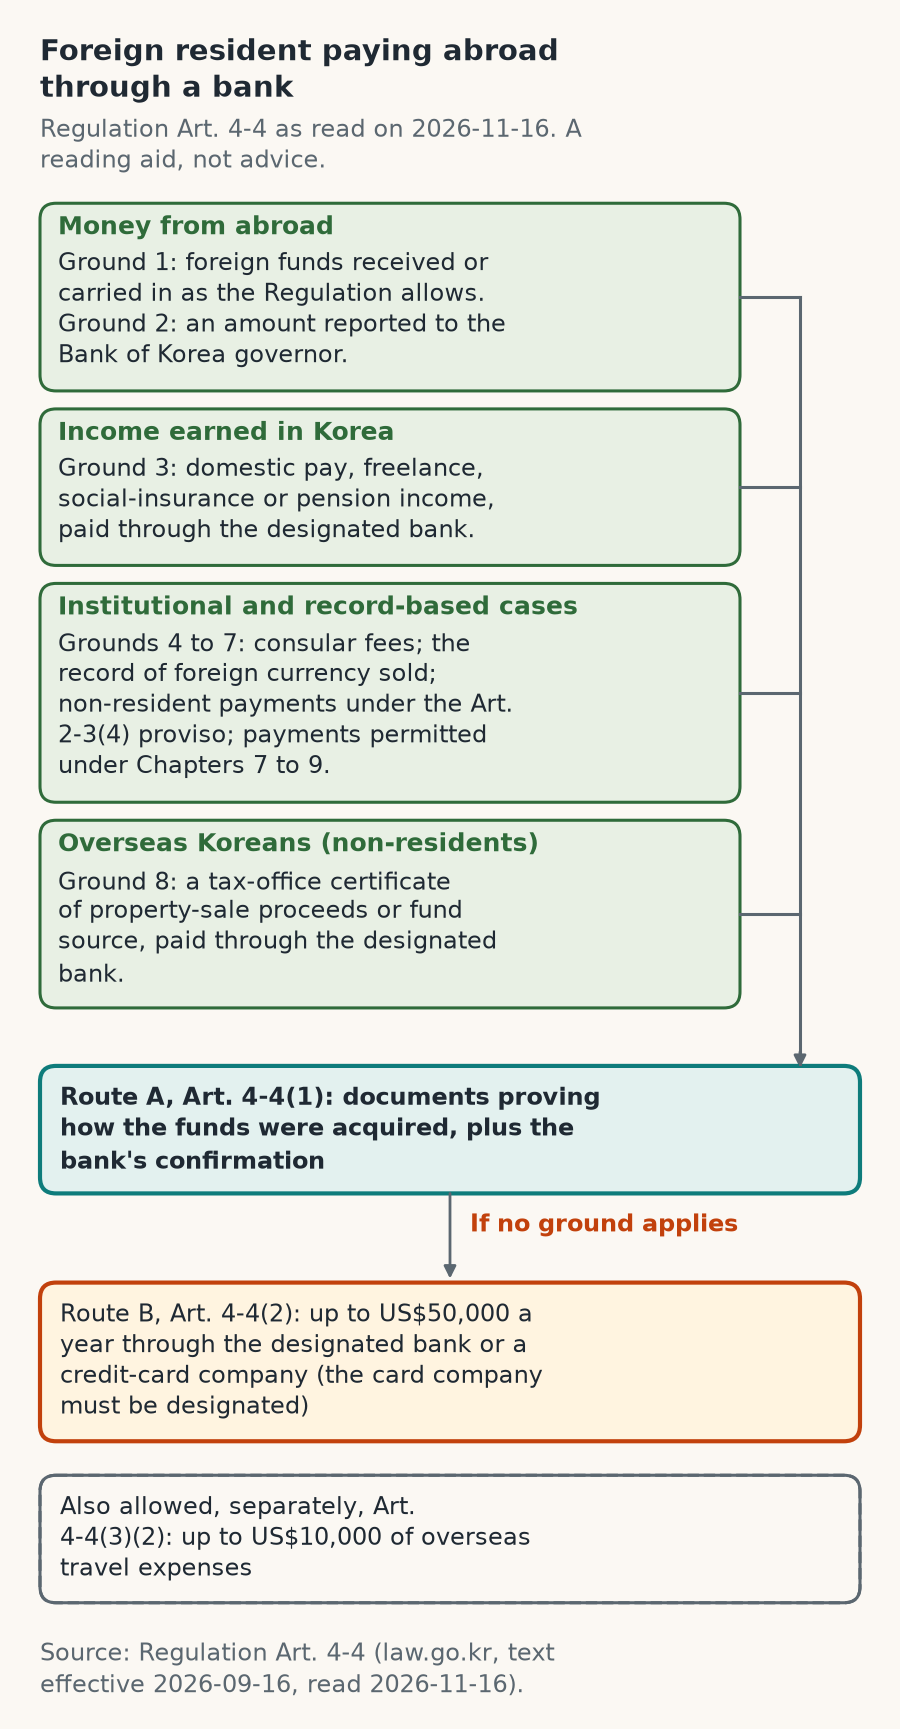 Foreign resident paying abroad
through a bank
Regulation Art. 4-4 as read on 2026-11-16. A
reading aid, not advice.
Money from abroad
Ground 1: foreign funds received or
carried in as the Regulation allows.
Ground 2: an amount reported to the
Bank of Korea governor.
Income earned in Korea
Ground 3: domestic pay, freelance,
social-insurance or pension income,
paid through the designated bank.
Institutional and record-based cases
Grounds 4 to 7: consular fees; the
record of foreign currency sold;
non-resident payments under the Art.
2-3(4) proviso; payments permitted
under Chapters 7 to 9.
Overseas Koreans (non-residents)
Ground 8: a tax-office certificate
of property-sale proceeds or fund
source, paid through the designated
bank.
Route A, Art. 4-4(1): documents proving
how the funds were acquired, plus the
bank's confirmation
If no ground applies
Route B, Art. 4-4(2): up to US$50,000 a
year through the designated bank or a
credit-card company (the card company
must be designated)
Also allowed, separately, Art.
4-4(3)(2): up to US$10,000 of overseas
travel expenses
Source: Regulation Art. 4-4 (law.go.kr, text
effective 2026-09-16, read 2026-11-16).